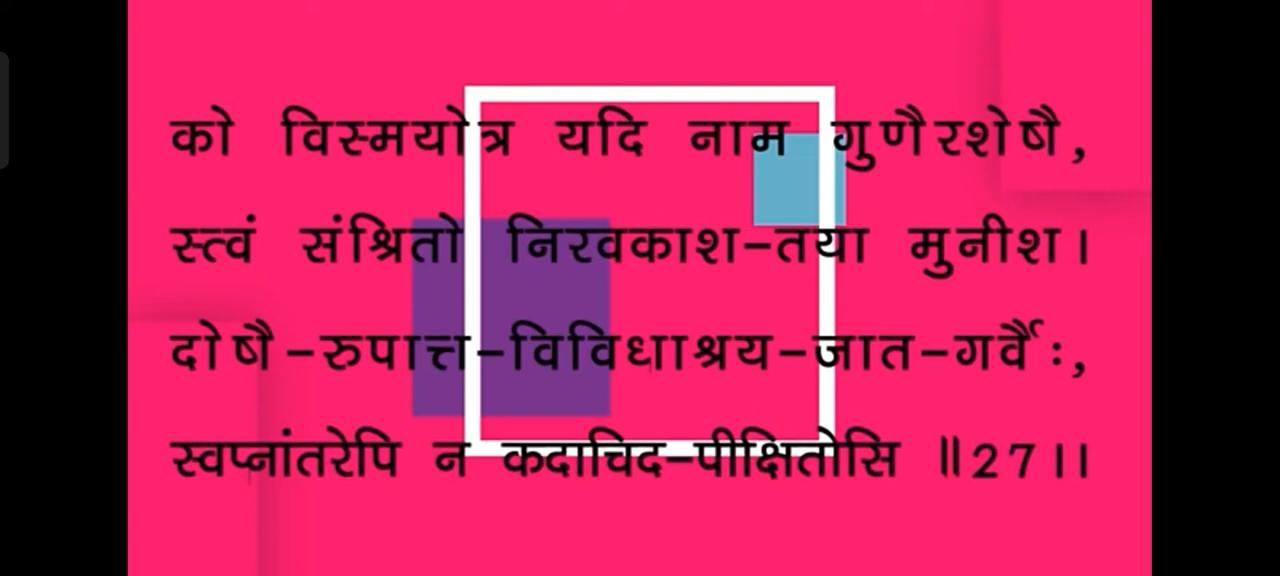 को विस्मयोत्र यदि नाम गुणैरशेषै,
स्त्वं संश्रितो निरवकाश-तया मुनीश।
दोषै-रुपात्त-विविधाश्रय-जात-गर्वैः,
स्वप्नांतरेपि न कदाचिद-पीक्षितोसि ॥27।।